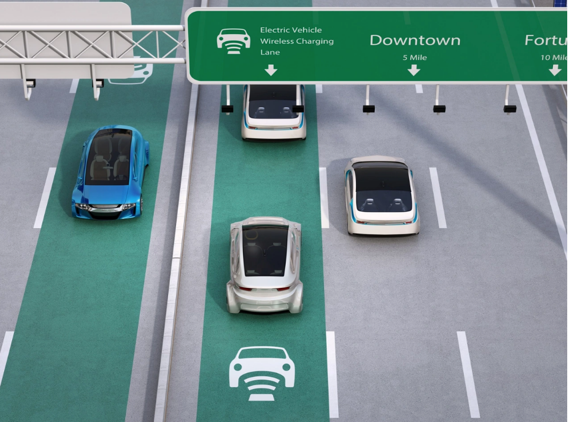 Electric Vehicle
Wireless Charging
Lane
Downtown
5 Mile
10 Mile